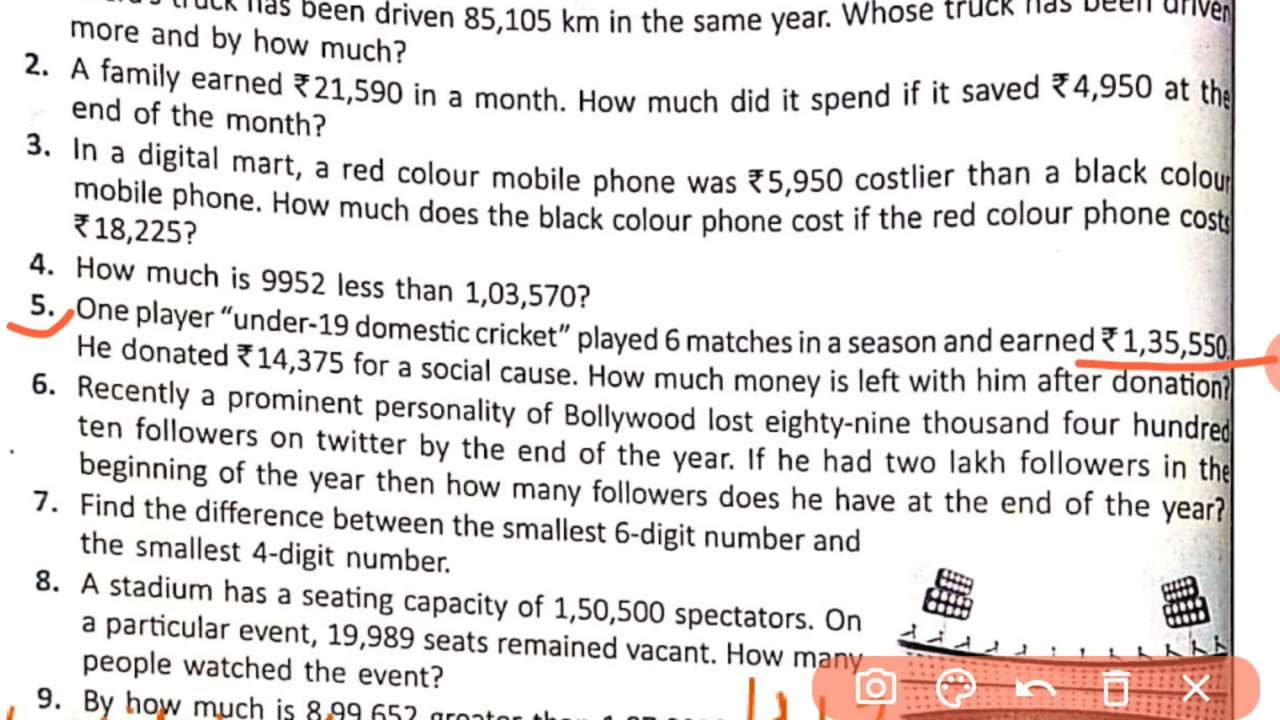 has been driven 85,105 km in the same year. Whose truck has been driven
more and by how much?
2. A family earned ₹21,590 in a month. How much did it spend if it saved ₹4,950 at the
end of the month?
3. In a digital mart, a red colour mobile phone was ₹5,950 costlier than a black colour
mobile phone. How much does the black colour phone cost if the red colour phone costs
₹18,225?
4. How much is 9952 less than 1,03,570?
5. One player “under-19 domestic cricket” played 6 matches in a season and earned ₹1,35,550.
He donated ₹14,375 for a social cause. How much money is left with him after donation?
6. Recently a prominent personality of Bollywood lost eighty-nine thousand four hundred
ten followers on twitter by the end of the year. If he had two lakh followers in the
beginning of the year then how many followers does he have at the end of the year?
7. Find the difference between the smallest 6-digit number and
the smallest 4-digit number.
8. A stadium has a seating capacity of 1,50,500 spectators. On
a particular event, 19,989 seats remained vacant. How many
people watched the event?
9. By how much is 8,99,652 greater than